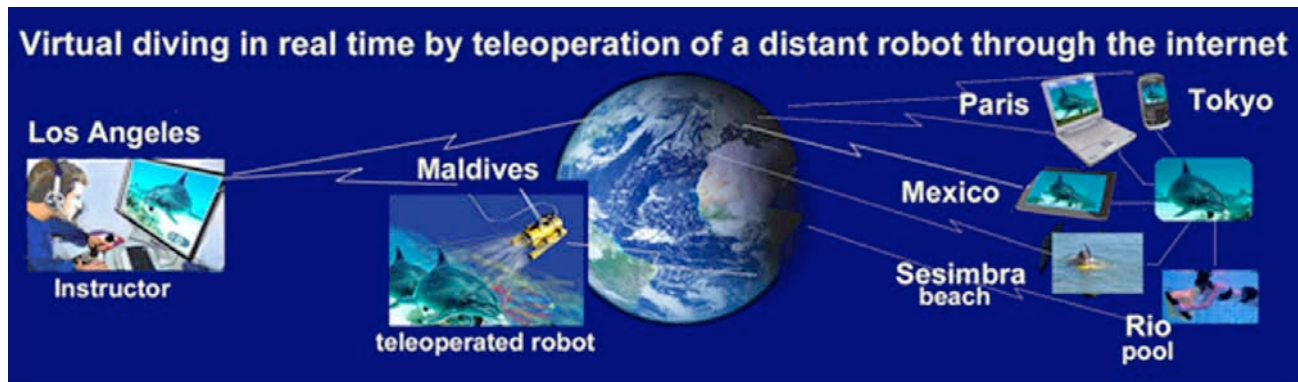 Virtual diving in real time by teleoperation of a distant robot through the internet
Los Angeles
Instructor
Maldives
teleoperated robot
Paris
Tokyo
Mexico
Sesimbra
beach
Rio
pool